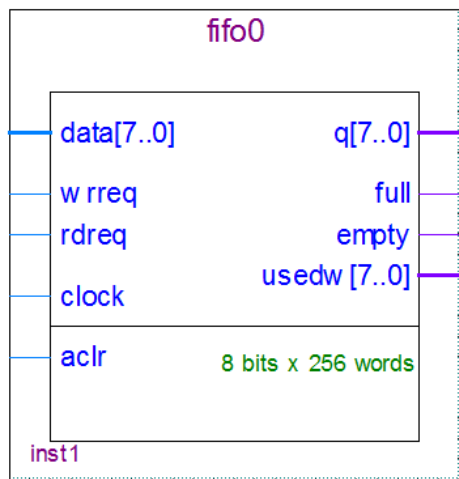 fifo0
data[7..0] q[7..0]
w rreq full
rdreq empty
usedw [7..0]
clock
aclr 8 bits x 256 words
inst1